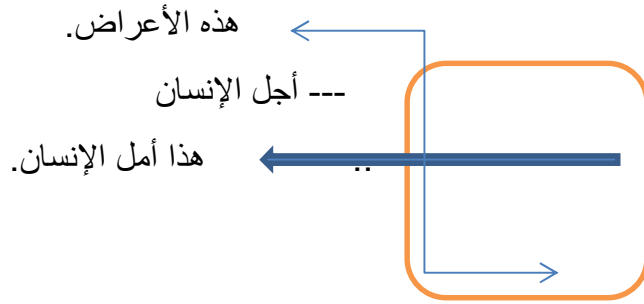 هذه الأعراض.
--- أجل الإنسان
.. هذا أمل الإنسان.